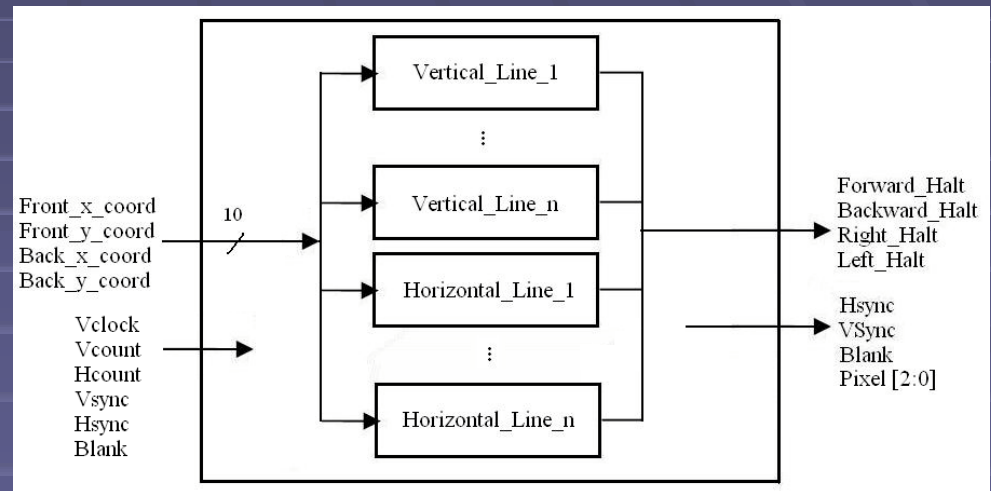 Front_x_coord
Front_y_coord
Back_x_coord
Back_y_coord
10
Vclock
Vcount
Hcount
Vsync
Hsync
Blank
Vertical_Line_1
⋮
Vertical_Line_n
Horizontal_Line_1
⋮
Horizontal_Line_n
Forward_Halt
Backward_Halt
Right_Halt
Left_Halt
Hsync
VSync
Blank
Pixel [2:0]